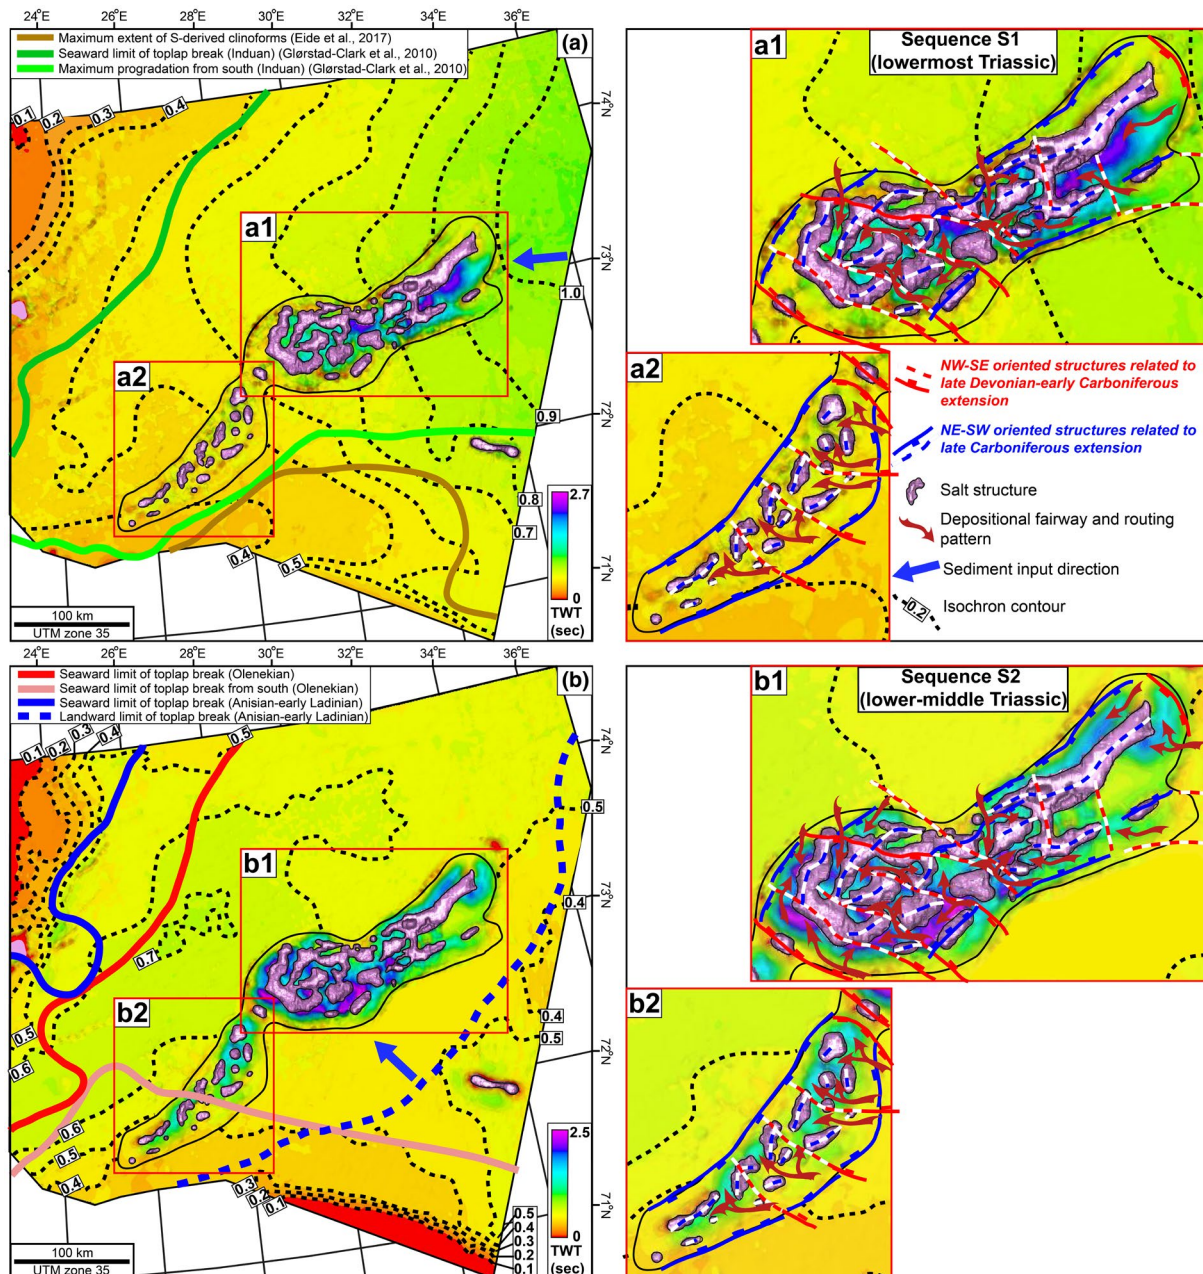 24°E
26°E
28°E
30°E
32°E
34°E
36°E
Maximum extent of S-derived clinoforms (Eide et al., 2017)
Seaward limit of toplap break (Induan) (Glørstad-Clark et al., 2010)
Maximum progradation from south (Induan) (Glørstad-Clark et al., 2010)
(a)
0.1
0.2
0.3
0.4
74°N
a1
73°N
1.0
a2
72°N
0.9
2.7
0.8
0.7
0.4
0.5
71°N
0
TWT
(sec)
100 km
UTM zone 35
a1
Sequence S1
(lowermost Triassic)
a2
NW-SE oriented structures related to
late Devonian-early Carboniferous
extension
NE-SW oriented structures related to
late Carboniferous extension
Salt structure
Depositional fairway and routing
pattern
Sediment input direction
0.2
Isochron contour
24°E
26°E
28°E
30°E
32°E
34°E
36°E
Seaward limit of toplap break (Olenekian)
Seaward limit of toplap break from south (Olenekian)
Seaward limit of toplap break (Anisian-early Ladinian)
Landward limit of toplap break (Anisian-early Ladinian)
(b)
0.1
0.2
0.3
0.4
0.5
74°N
0.5
b1
73°N
0.4
0.7
b2
0.4
0.5
0.5
72°N
0.6
0.6
0.5
0.4
2.5
0.3
0.2
0.1
71°N
0.5
0.4
0.3
0.2
0.1
0
TWT
(sec)
100 km
UTM zone 35
b1
Sequence S2
(lower-middle Triassic)
b2